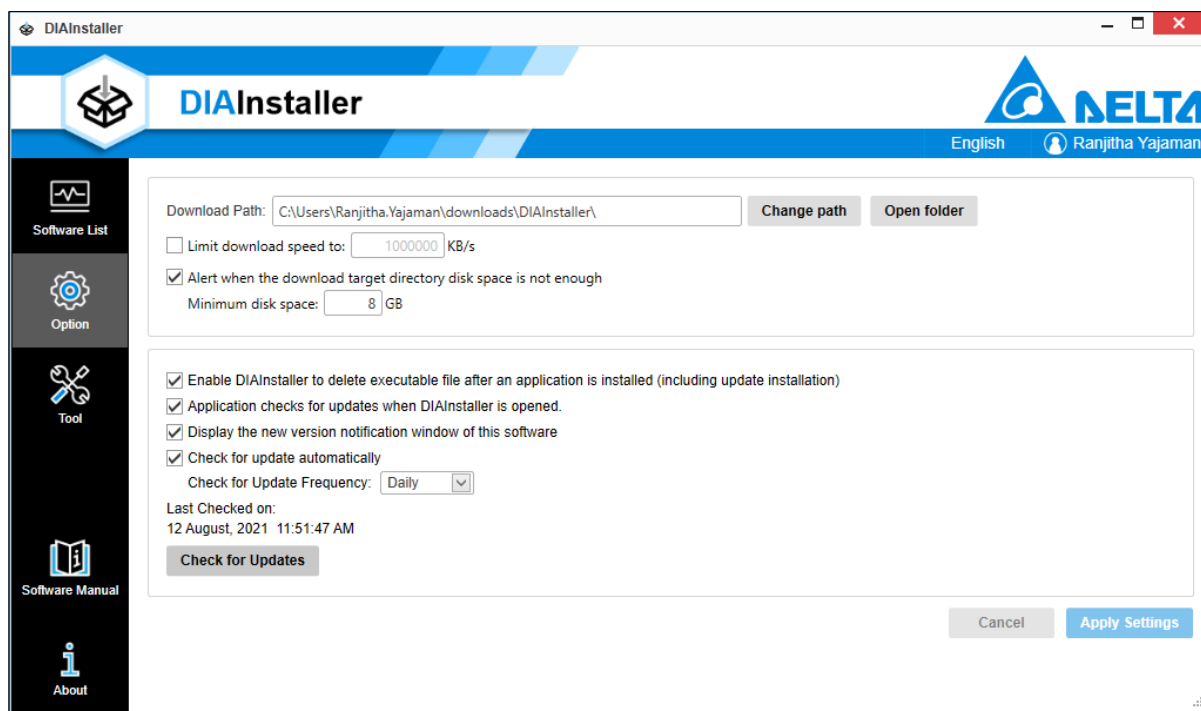 DIAInstaller
DIAInstaller
DELTA
English Ranjitha Yajaman
Software List
Option
Tool
Software Manual
About
Download Path: C:\Users\Ranjitha.Yajaman\downloads\DIAInstaller\ Change path Open folder
Limit download speed to: 1000000 KB/s
Alert when the download target directory disk space is not enough
Minimum disk space: 8 GB
Enable DIAInstaller to delete executable file after an application is installed (including update installation)
Application checks for updates when DIAInstaller is opened.
Display the new version notification window of this software
Check for update automatically
Check for Update Frequency: Daily
Last Checked on:
12 August, 2021 11:51:47 AM
Check for Updates
Cancel Apply Settings